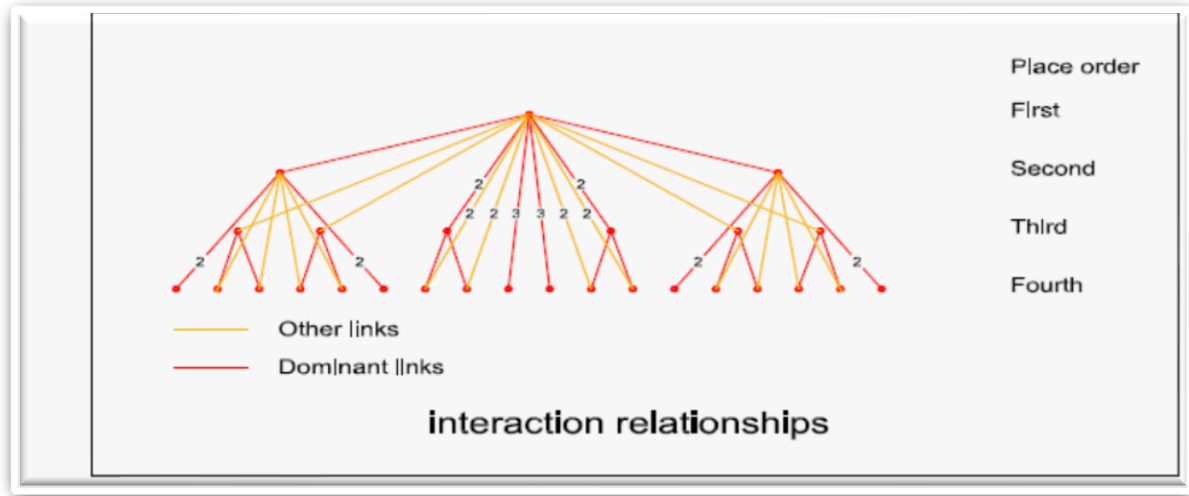 Place order
First
Second
2 2
2 2 3 3 2 2
Third
2 2 2 2
Fourth
Other links
Dominant links
interaction relationships